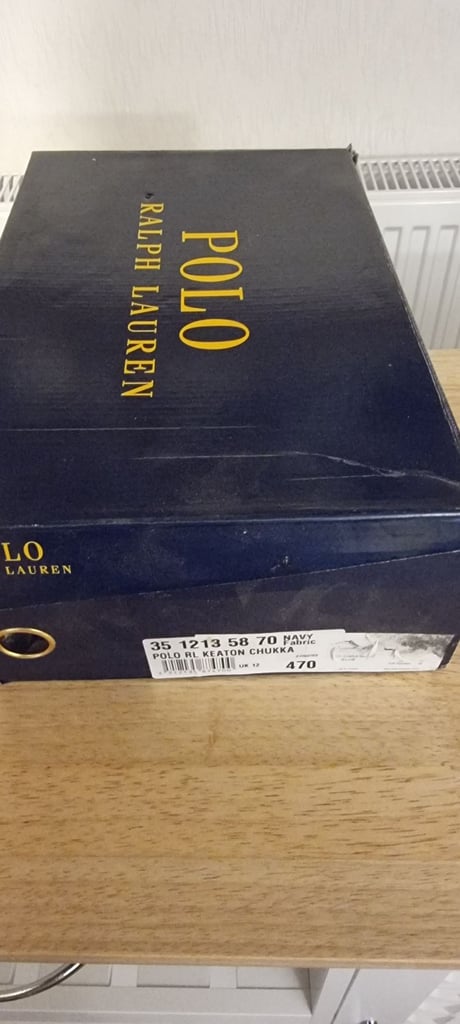 POLO
RALPH LAUREN
LO
LAUREN
35 1213 58 70 NAVY
Fabric
POLO RL KEATON CHUKKA
UK 12
470